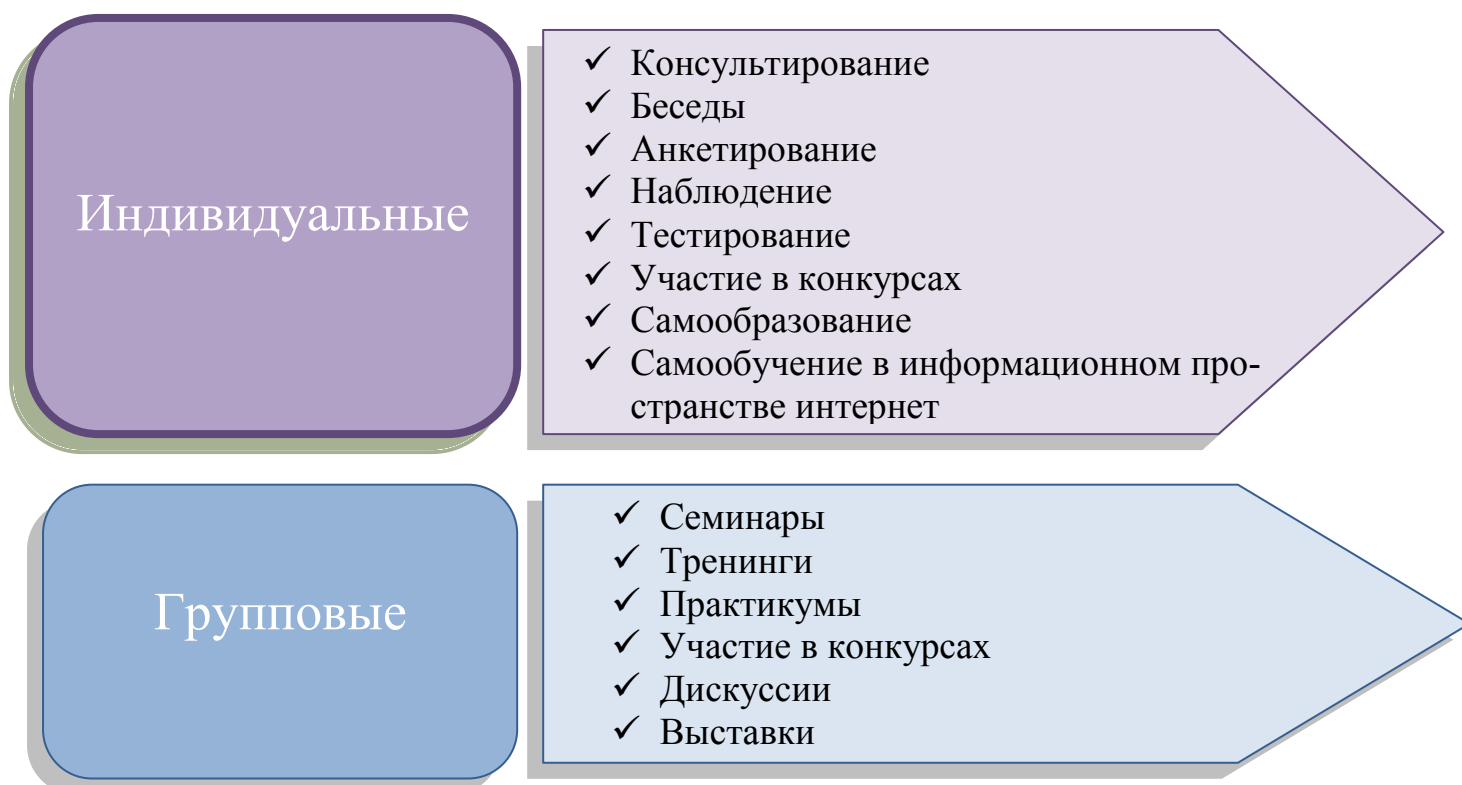 Индивидуальные
✓ Консультирование
✓ Беседы
✓ Анкетирование
✓ Наблюдение
✓ Тестирование
✓ Участие в конкурсах
✓ Самообразование
✓ Самообучение в информационном про-
странстве интернет
Групповые
✓ Семинары
✓ Тренинги
✓ Практикумы
✓ Участие в конкурсах
✓ Дискуссии
✓ Выставки